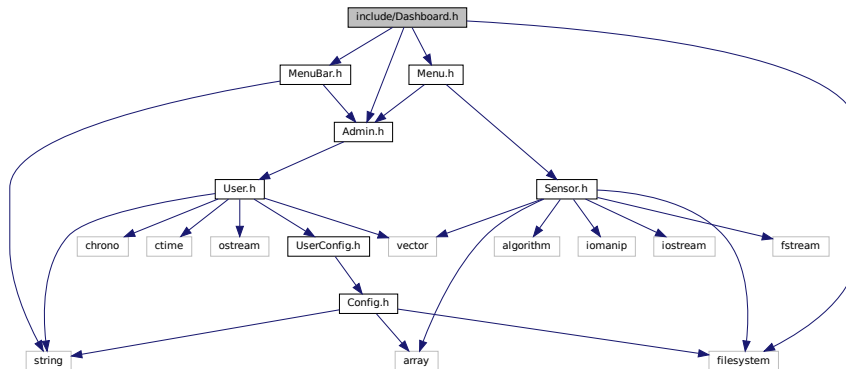 include/Dashboard.h
MenuBar.h
Menu.h
Admin.h
User.h
Sensor.h
chrono
ctime
ostream
UserConfig.h
vector
algorithm
iomanip
iostream
fstream
Config.h
string
array
filesystem